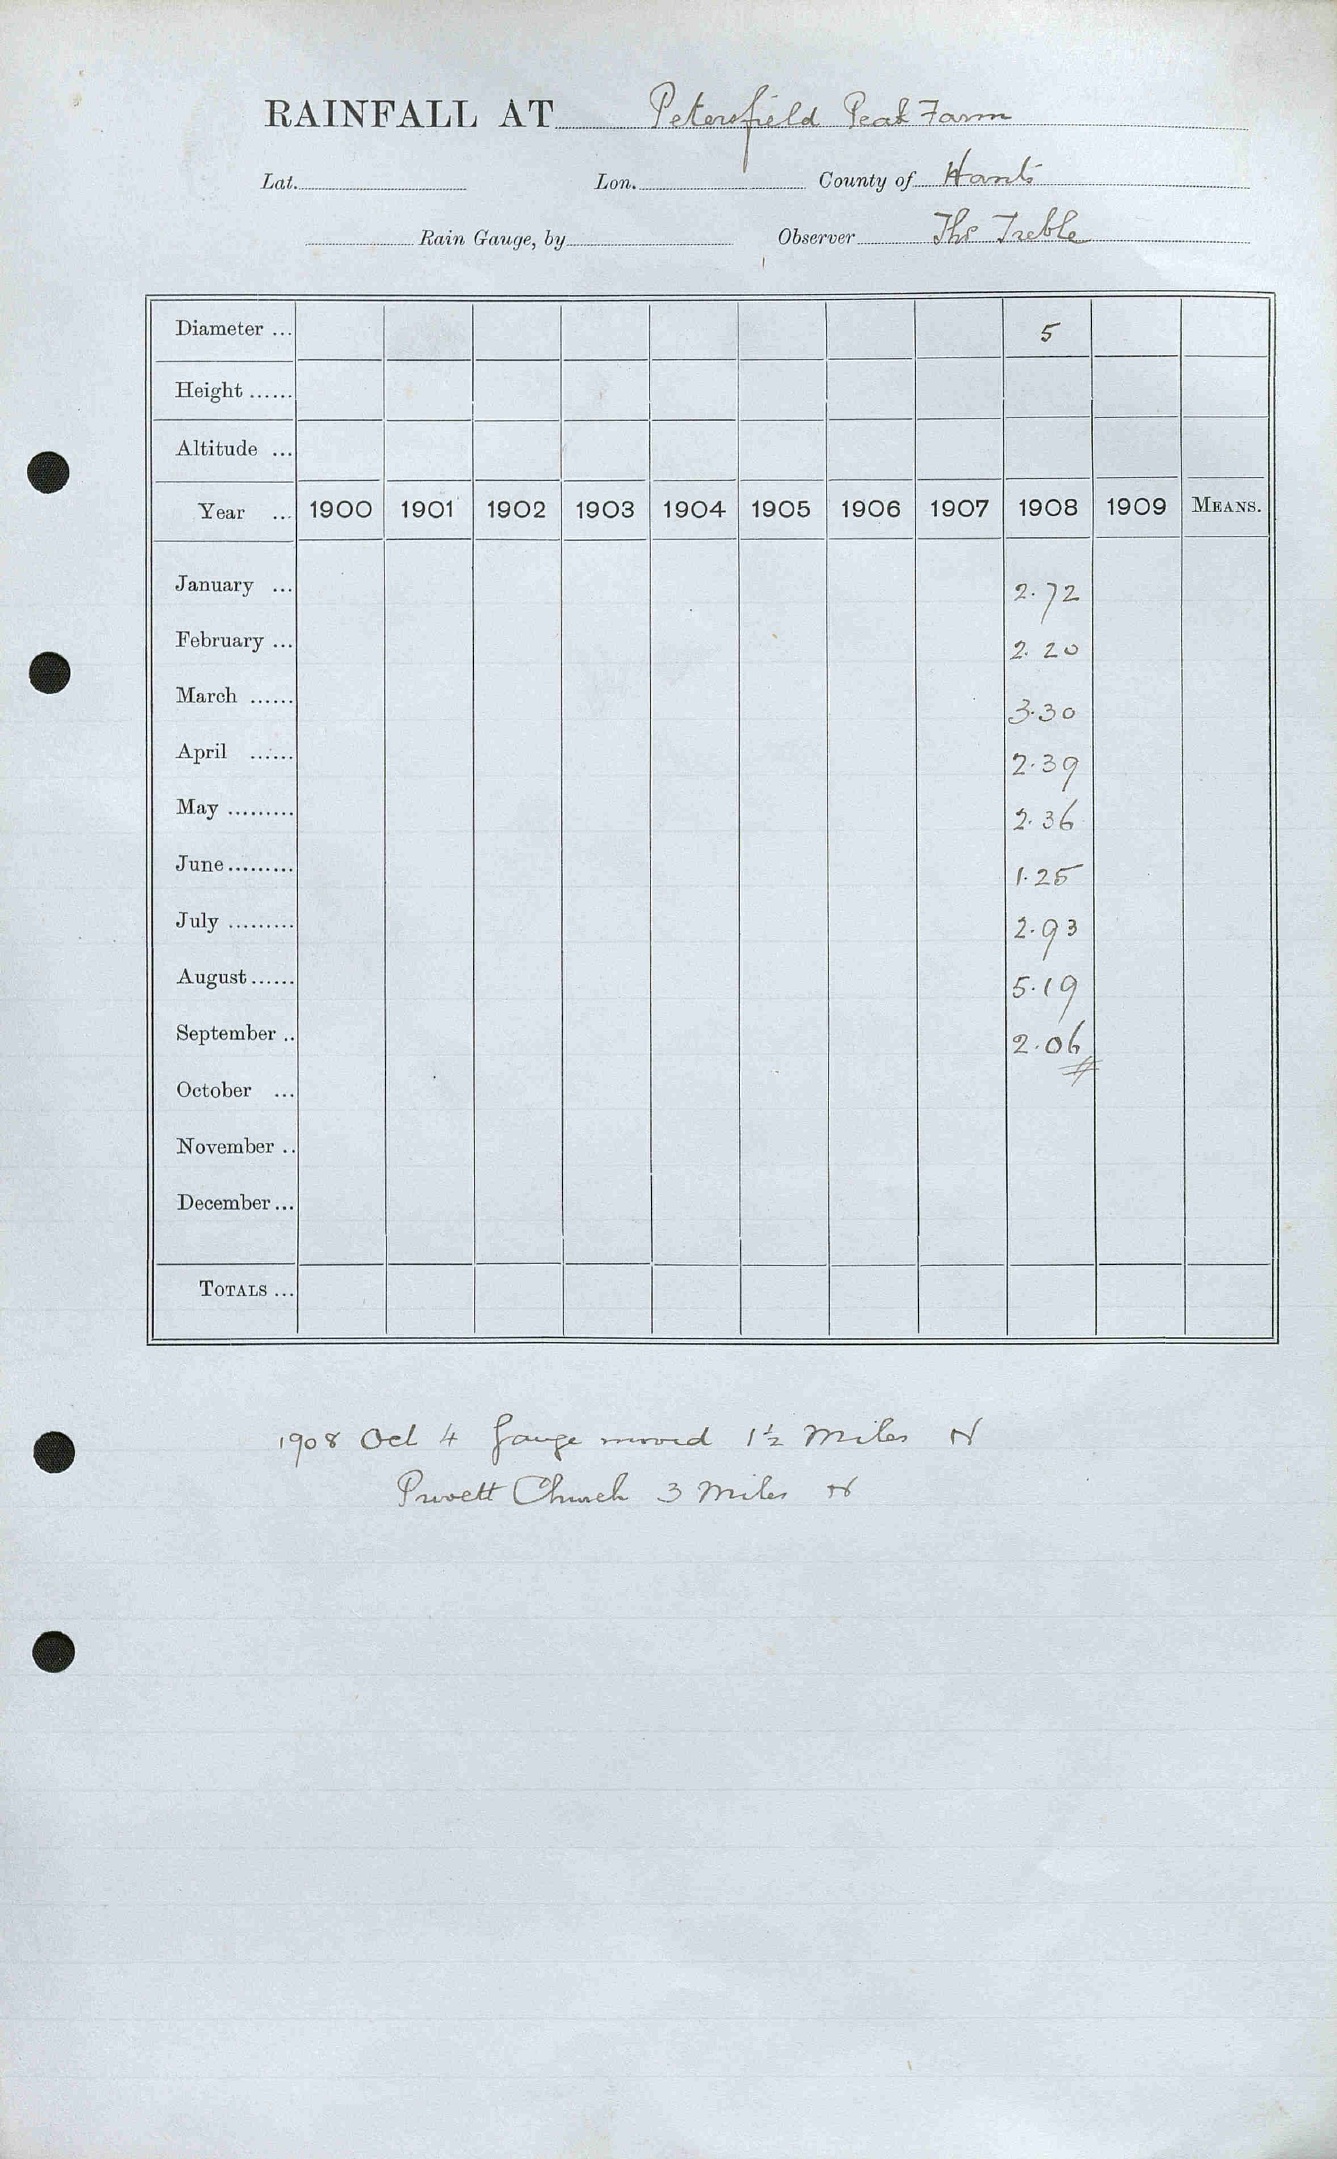 RAINFALL AT Petersfield Peak Farm
Lat. Lon. County of Hants
Rain Gauge, by Observer Thos Treble
Diameter ... 5
Height ......
Altitude ...
Year ... 1900 1901 1902 1903 1904 1905 1906 1907 1908 1909 MEANS.
January ... 2.72
February ... 2.20
March ...... 3.30
April ...... 2.39
May ......... 2.36
June ......... 1.25
July ......... 2.93
August ...... 5.19
September .. 2.06
October ...
November ..
December ...
TOTALS ...
1908 Oct 4 Gauge moved 1½ Miles N
Privett Church 3 Miles N